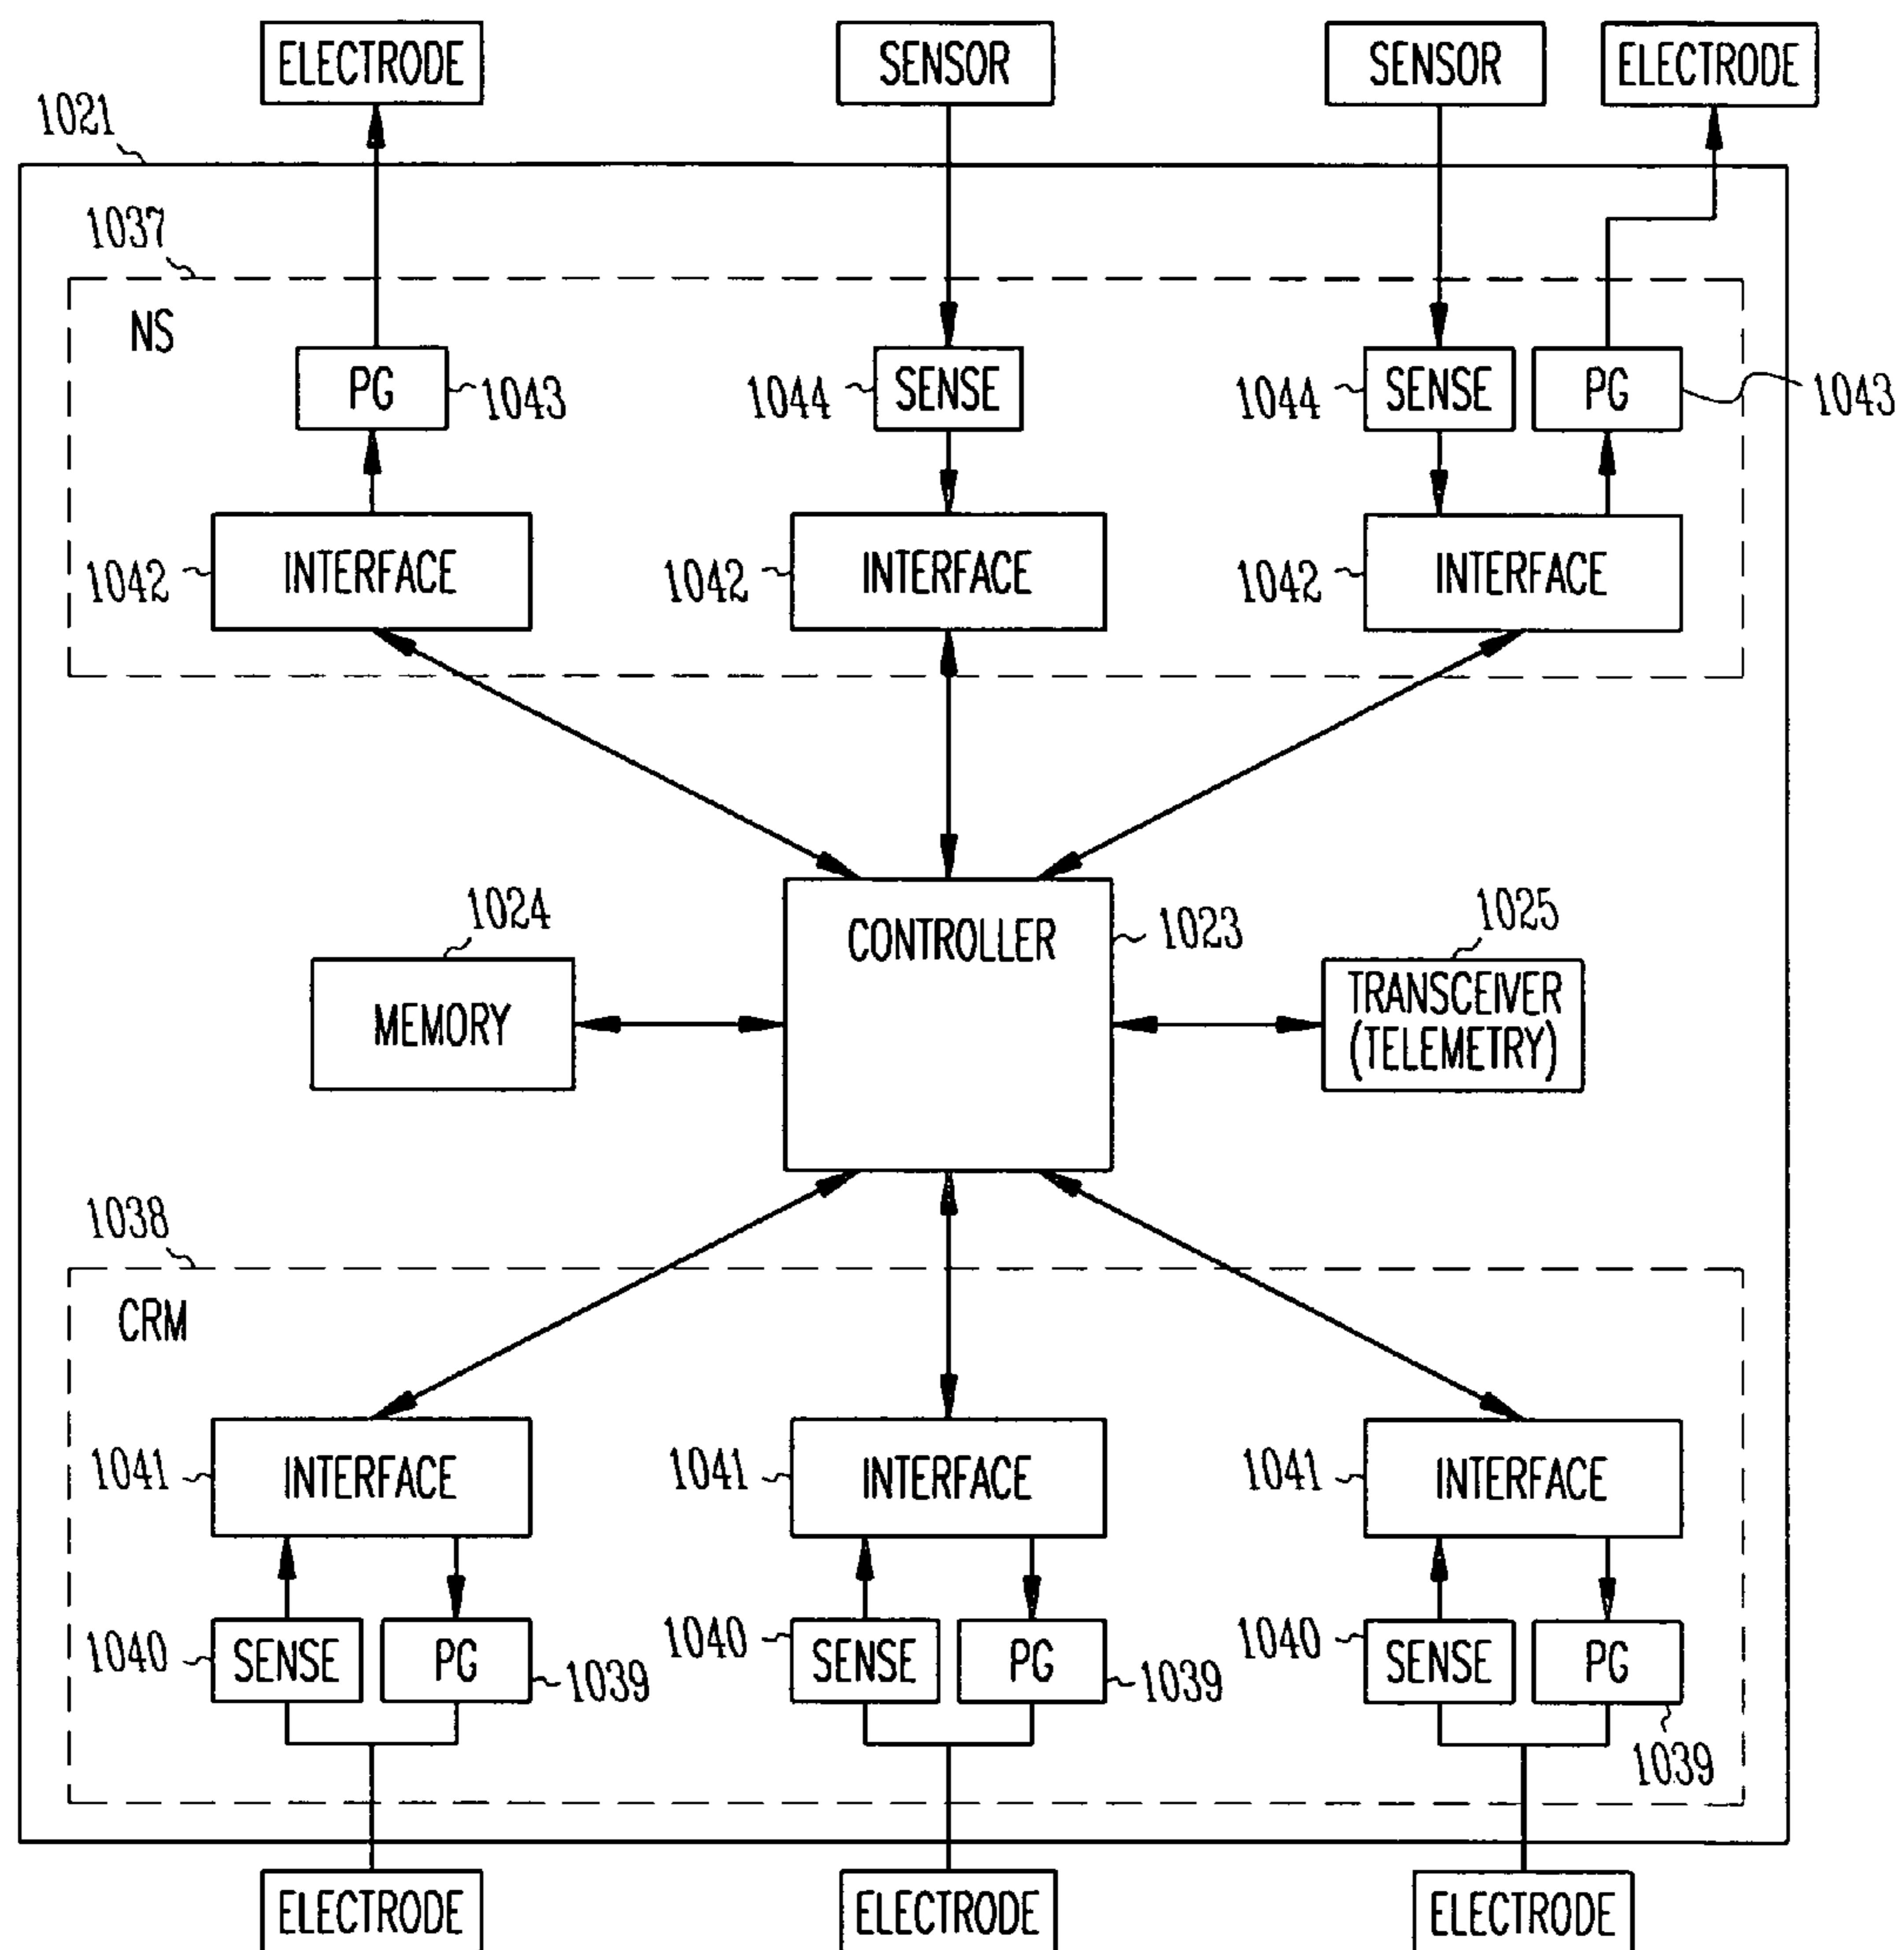 ELECTRODE
SENSOR
SENSOR
ELECTRODE
1021
1037
NS
PG
1043
1044
SENSE
1044
SENSE
PG
1043
1042
INTERFACE
1042
INTERFACE
1042
INTERFACE
1024
CONTROLLER
1023
1025
MEMORY
TRANSCEIVER
(TELEMETRY)
1038
CRM
1041
INTERFACE
1041
INTERFACE
1041
INTERFACE
1040
SENSE
PG
1039
1040
SENSE
PG
1039
1040
SENSE
PG
1039
ELECTRODE
ELECTRODE
ELECTRODE